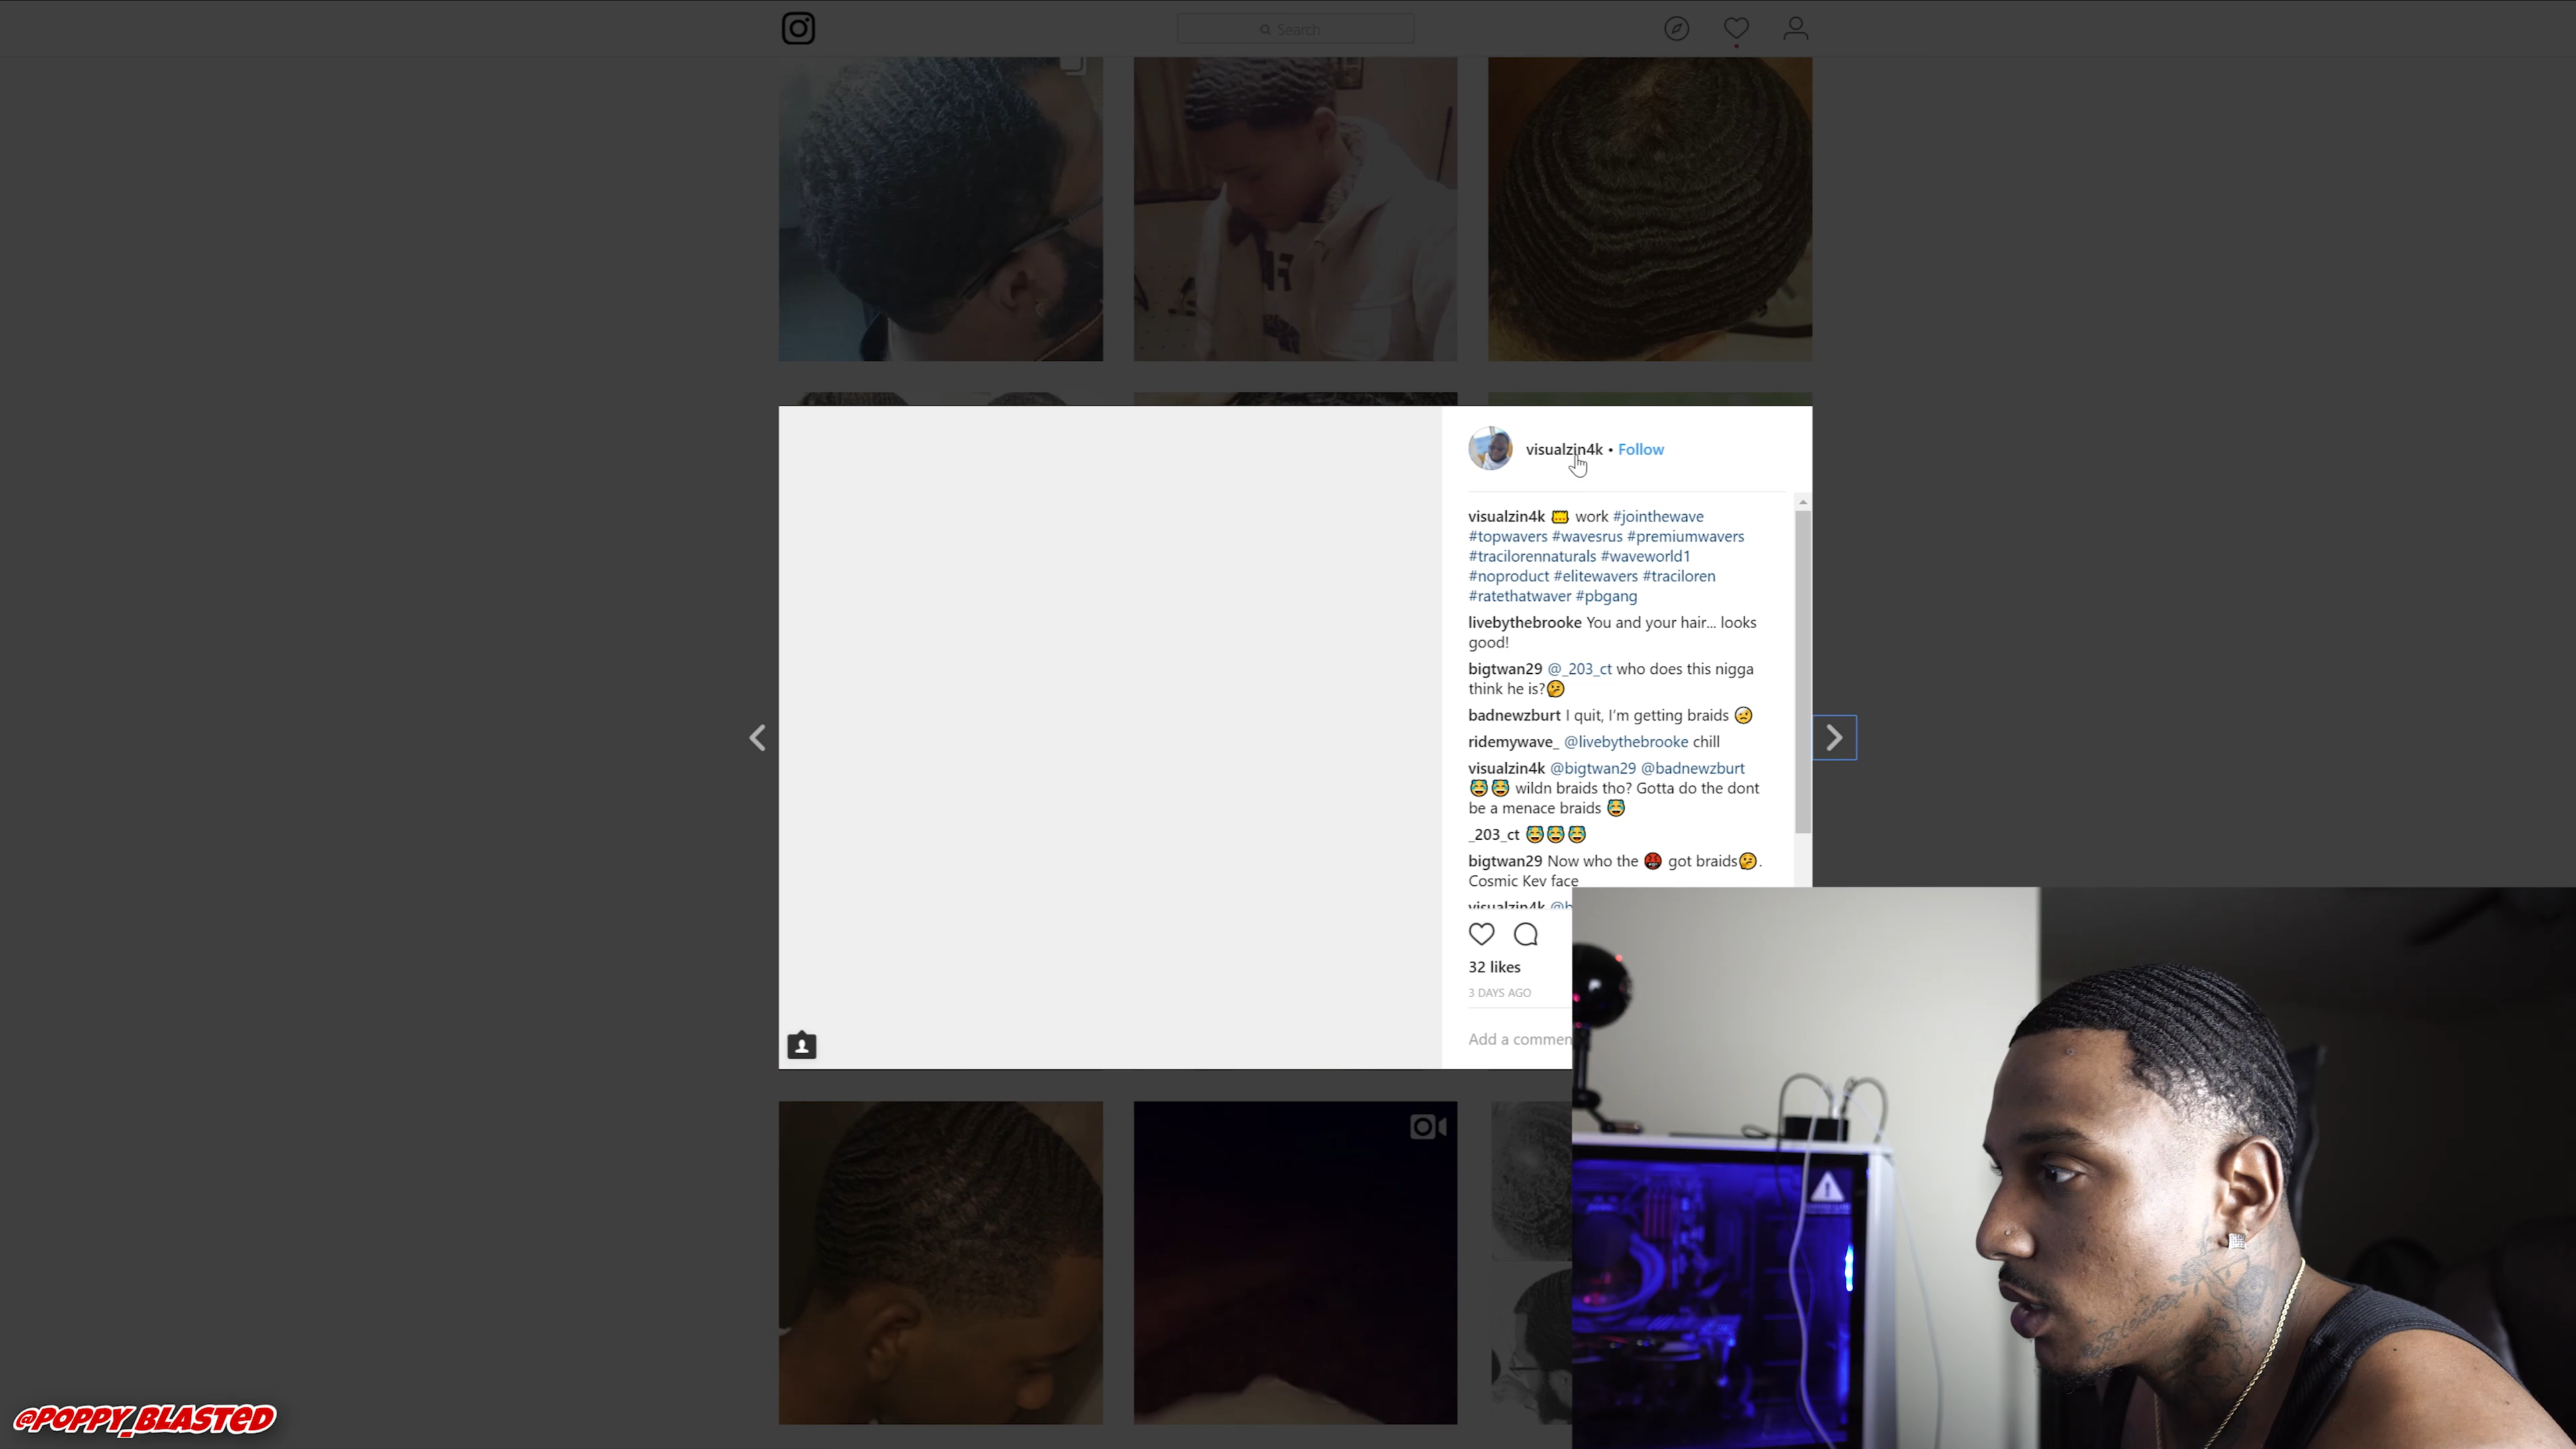 Search
visualzin4k • Follow
visualzin4k work #jointhewave
#topwavers #wavesrus #premiumwavers
#tracilorennaturals #waveworld1
#noproduct #elitewavers #traciloren
#ratethatwaver #pbgang
livebythebrooke You and your hair... looks
good!
bigtwan29 @_203_ct who does this nigga
think he is?🤔
badnewzburt I quit, I'm getting braids 🤕
ridemywave_ @livebythebrooke chill
visualzin4k @bigtwan29 @badnewzburt
😂😂 wildn braids tho? Gotta do the dont
be a menace braids 😂
_203_ct 😂😂😂
bigtwan29 Now who the 🤬 got braids🤔.
Cosmic Kev face
visualzin4k
32 likes
3 DAYS AGO
Add a commen
@POPPY_BLASTED